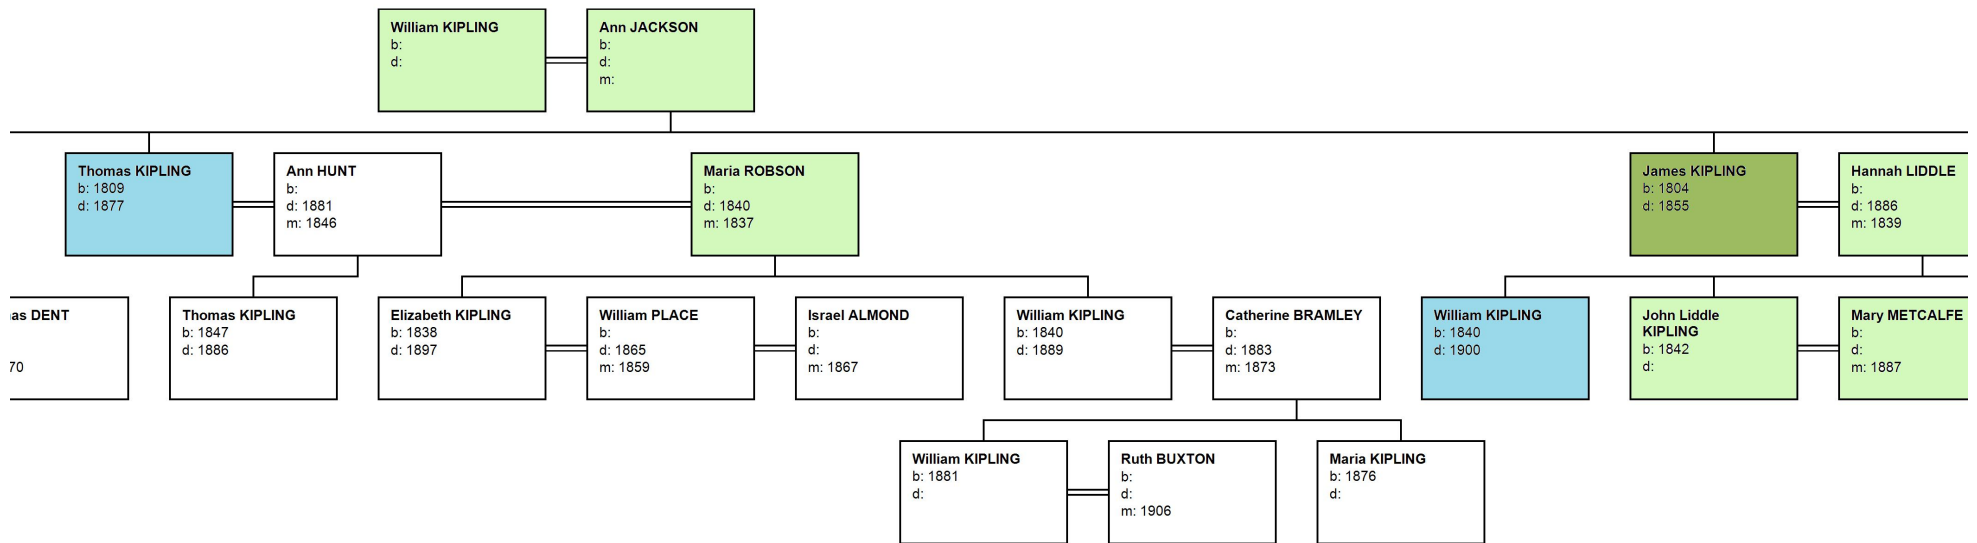 William KIPLING
b:
d:
Ann JACKSON
b:
d:
m:
Thomas KIPLING
b: 1809
d: 1877
Ann HUNT
b:
d: 1881
m: 1846
Maria ROBSON
b:
d: 1840
m: 1837
James KIPLING
b: 1804
d: 1855
Hannah LIDDLE
b:
d: 1886
m: 1839
as DENT
70
Thomas KIPLING
b: 1847
d: 1886
Elizabeth KIPLING
b: 1838
d: 1897
William PLACE
b:
d: 1865
m: 1859
Israel ALMOND
b:
d:
m: 1867
William KIPLING
b: 1840
d: 1889
Catherine BRAMLEY
b:
d: 1883
m: 1873
William KIPLING
b: 1840
d: 1900
John Liddle
KIPLING
b: 1842
d:
Mary METCALFE
b:
d:
m: 1887
William KIPLING
b: 1881
d:
Ruth BUXTON
b:
d:
m: 1906
Maria KIPLING
b: 1876
d: